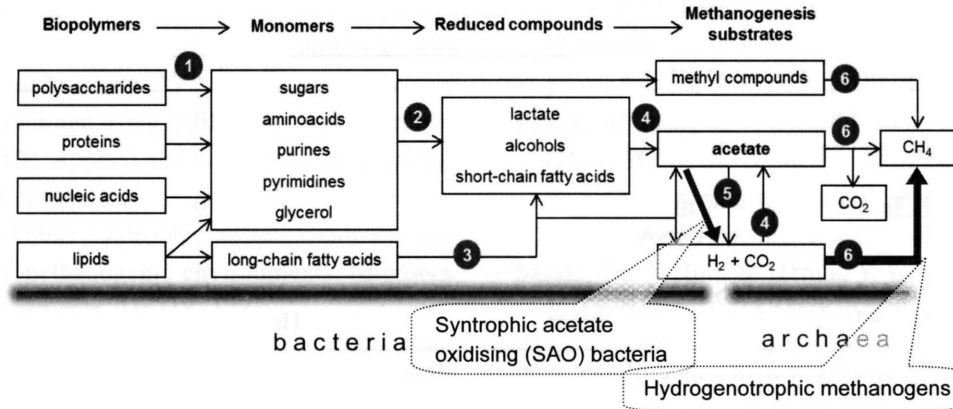 Biopolymers
Monomers
Reduced compounds
Methanogenesis
substrates
1
polysaccharides
proteins
nucleic acids
lipids
sugars
aminoacids
purines
pyrimidines
glycerol
long-chain fatty acids
2
3
lactate
alcohols
short-chain fatty acids
4
methyl compounds
6
acetate
6
CH₄
CO₂
5
4
H₂ + CO₂
6
bacteria
archaea
Syntrophic acetate
oxidising (SAO) bacteria
Hydrogenotrophic methanogens